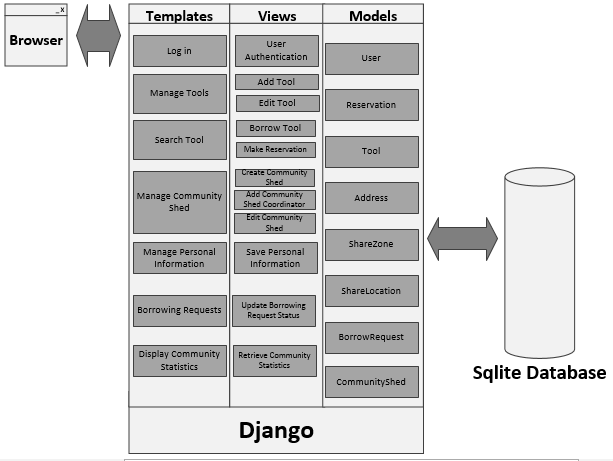 _X
Browser
Templates
Views
Models
Log in
Manage Tools
Search Tool
Manage Community
Shed
Manage Personal
Information
Borrowing Requests
Display Community
Statistics
User
Authentication
Add Tool
Edit Tool
Borrow Tool
Make Reservation
Create Community
Shed
Add Community
Shed Coordinator
Edit Community
Shed
Save Personal
Information
Update Borrowing
Request Status
Retrieve Community
Statistics
User
Reservation
Tool
Address
ShareZone
ShareLocation
BorrowRequest
CommunityShed
Django
Sqlite Database